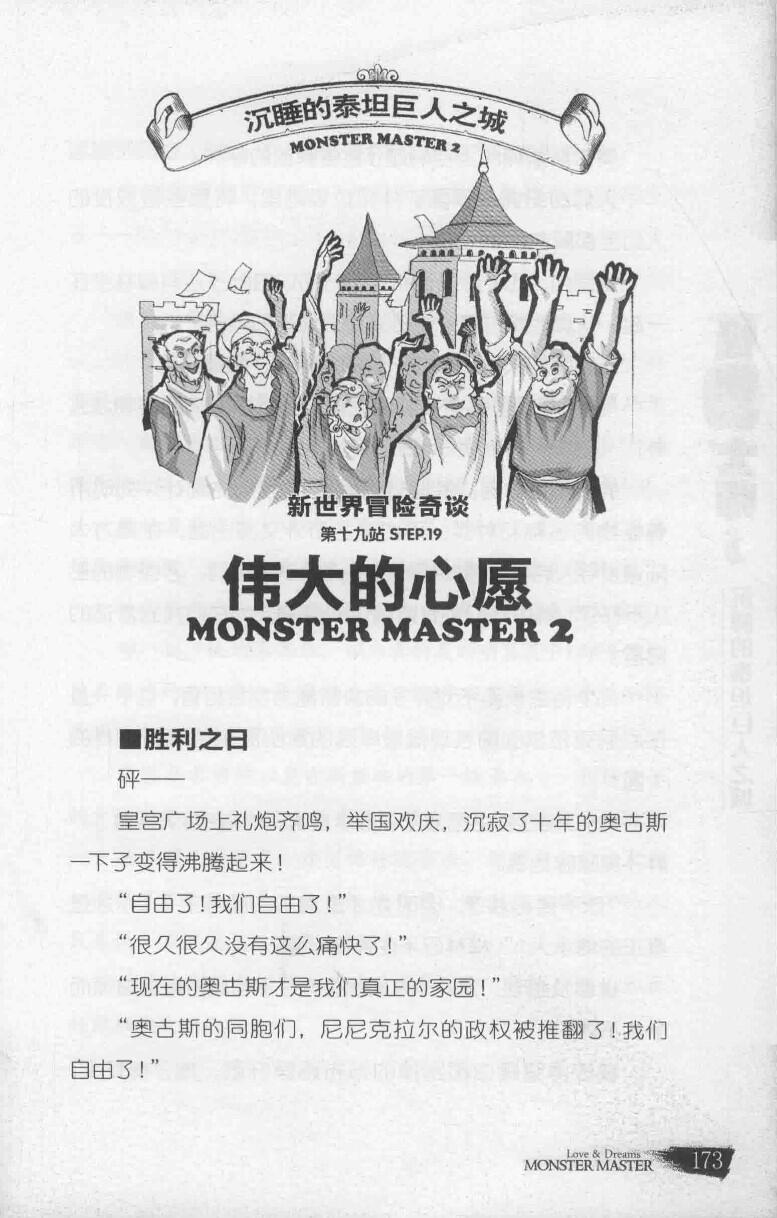 沉睡的泰坦巨人之城
MONSTER MASTER 2
新世界冒险奇谈
第十九站 STEP.19
伟大的心愿
MONSTER MASTER 2
■胜利之日
砰——
皇宫广场上礼炮齐鸣，举国欢庆，沉寂了十年的奥古斯
一下子变得沸腾起来！
“自由了！我们自由了！”
“很久很久没有这么痛快了！”
“现在的奥古斯才是我们真正的家园！”
“奥古斯的同胞们，尼尼克拉尔的政权被推翻了！我们
自由了！”
Love & Dreams
MONSTER MASTER
173